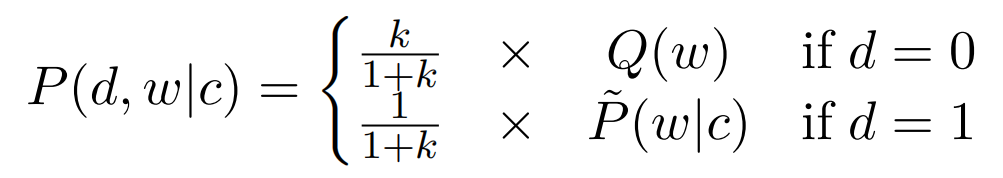 P(d, w|c) = { k/(1+k) × Q(w) if d = 0
1/(1+k) × P̃(w|c) if d = 1